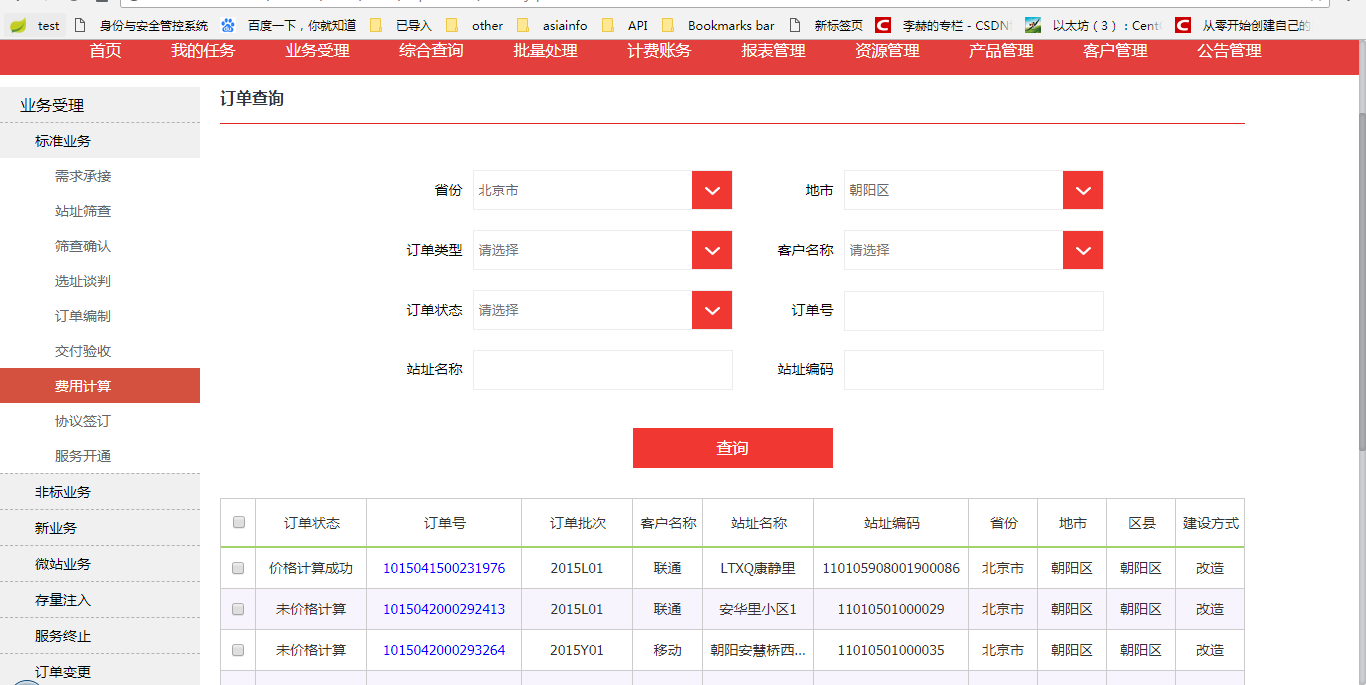 test 身份与安全管控系统 百度一下，你就知道 已导入 other asiainfo API Bookmarks bar 新标签页 李赫的专栏 - CSDN 以太坊（3）：Cent 从零开始创建自己的
首页 我的任务 业务受理 综合查询 批量处理 计费账务 报表管理 资源管理 产品管理 客户管理 公告管理
业务受理
标准业务
需求承接
站址筛查
筛查确认
选址谈判
订单编制
交付验收
费用计算
协议签订
服务开通
非标业务
新业务
微站业务
存量注入
服务终止
订单变更
订单查询
省份 北京市 地市 朝阳区
订单类型 请选择 客户名称 请选择
订单状态 请选择 订单号
站址名称 站址编码
查询
订单状态 订单号 订单批次 客户名称 站址名称 站址编码 省份 地市 区县 建设方式
价格计算成功 1015041500231976 2015L01 联通 LTXQ康静里 110105908001900086 北京市 朝阳区 朝阳区 改造
未价格计算 1015042000292413 2015L01 联通 安华里小区1 11010501000029 北京市 朝阳区 朝阳区 改造
未价格计算 1015042000293264 2015Y01 移动 朝阳安慧桥西... 11010501000035 北京市 朝阳区 朝阳区 改造